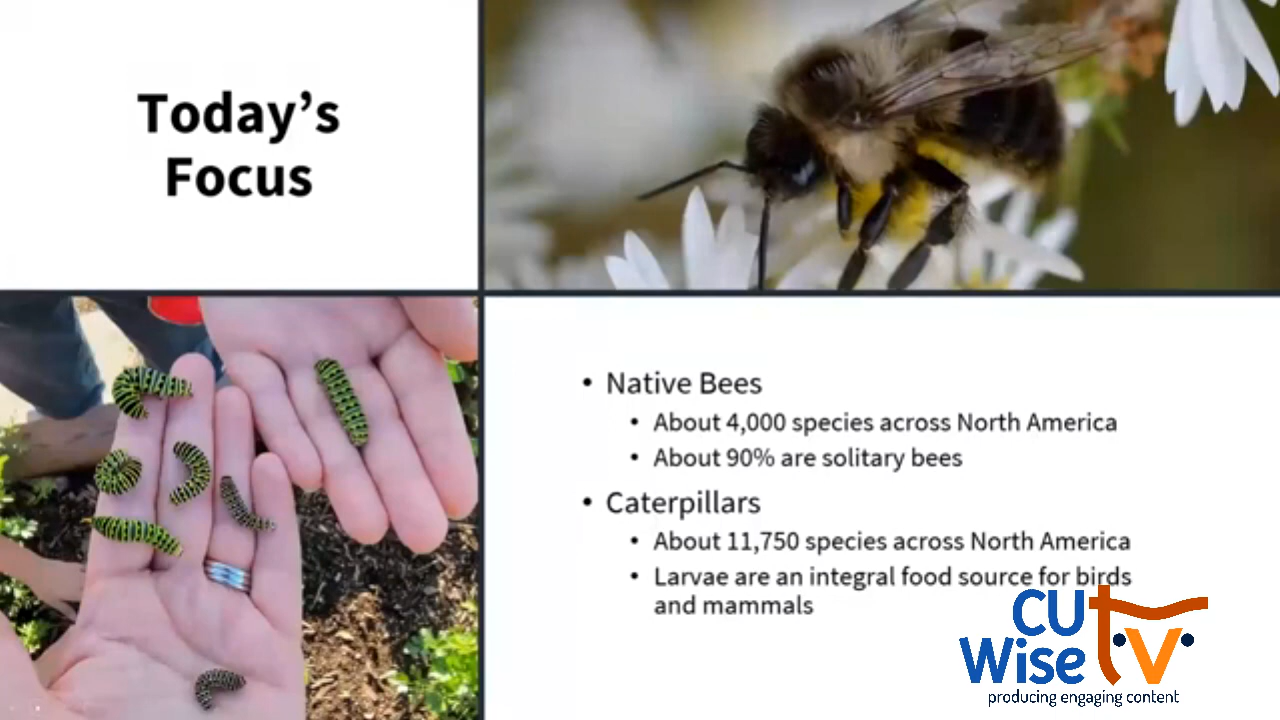 Today’s
Focus
• Native Bees
• About 4,000 species across North America
• About 90% are solitary bees
• Caterpillars
• About 11,750 species across North America
• Larvae are an integral food source for birds
and mammals
CU
Wise tv
producing engaging content